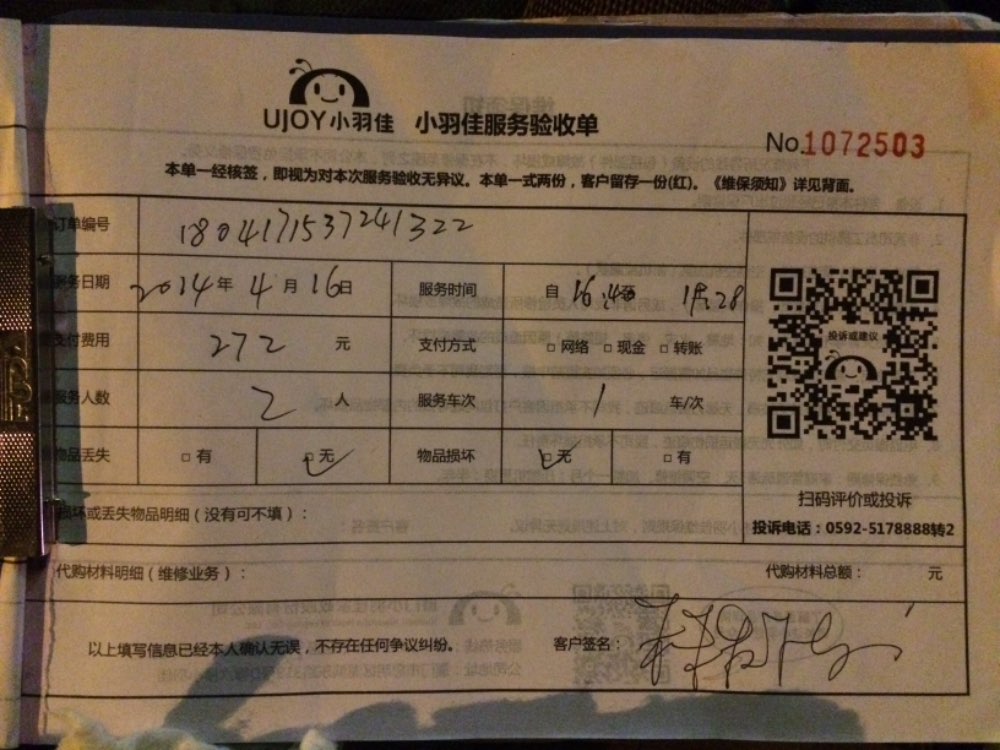 UJOY小羽佳 小羽佳服务验收单
No.1072503
本单一经核签，即视为对本次服务验收无异议。本单一式两份，客户留存一份(红)。《维保须知》详见背面。
订单编号 1804171537241322
服务日期 2014年4月16日 服务时间 自16:40至 18:28
支付费用 272 元 支付方式 □网络 □现金 □转账
服务人数 2 人 服务车次 1 车/次
物品丢失 □有 □无 物品损坏 □无 □有
投诉或建议
扫码评价或投诉
投诉电话：0592-5178888转2
损坏或丢失物品明细（没有可不填）：
代购材料明细（维修业务）： 代购材料总额： 元
以上填写信息已经本人确认无误，不存在任何争议纠纷。 客户签名：